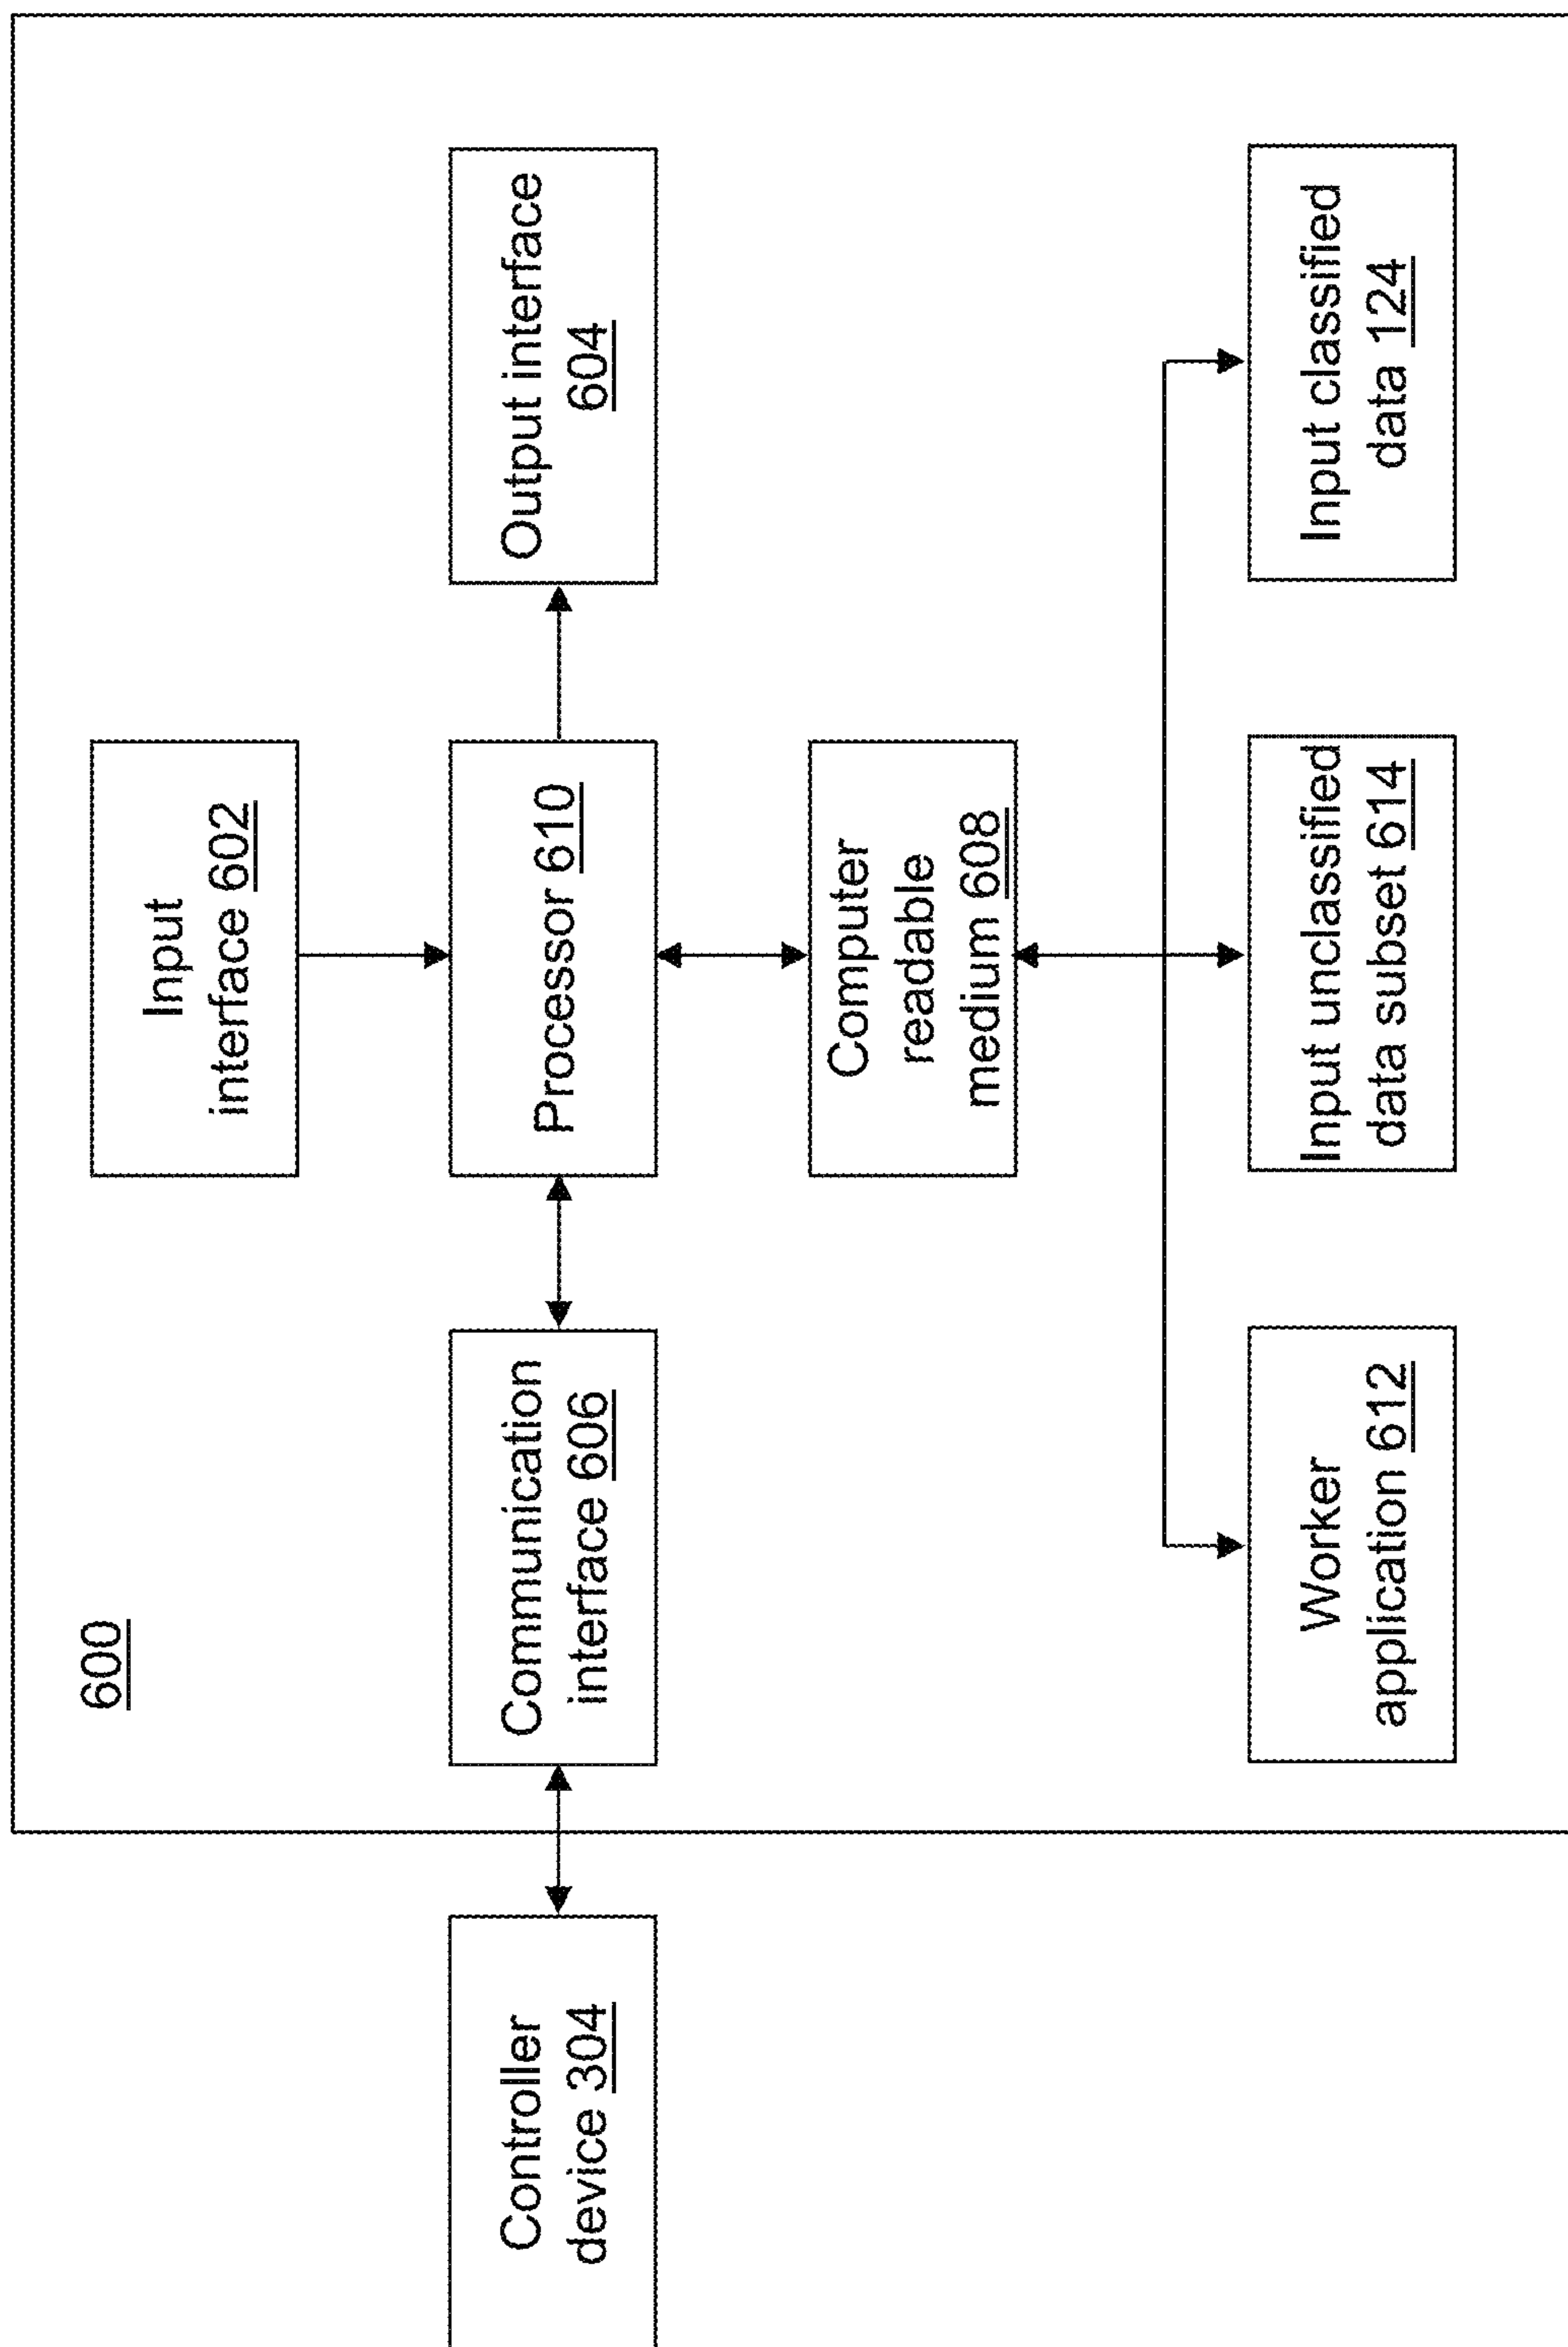 600
Input
interface 602
Controller
device 304
Communication
interface 606
Processor 610
Output interface
604
Computer
readable
medium 608
Worker
application 612
Input unclassified
data subset 614
Input classified
data 124